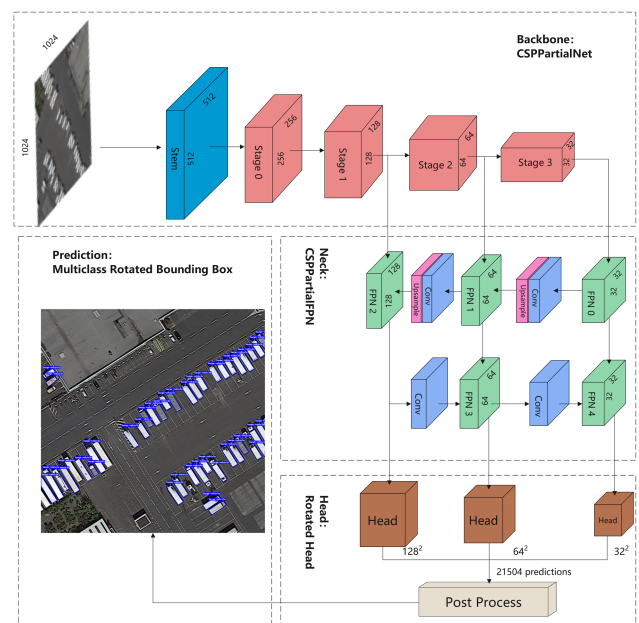 Backbone:
CSPPartialNet
1024
1024
Stem
512
512
Stage 0
256
256
Stage 1
128
128
Stage 2
64
64
Stage 3
32
32
Prediction:
Multiclass Rotated Bounding Box
Neck:
CSPPartialFPN
FPN 2
128
128
Upsample
Conv
FPN 1
64
64
Upsample
Conv
FPN 0
32
32
Conv
FPN 3
64
64
Conv
FPN 4
32
32
Head:
Rotated Head
Head
Head
Head
128²
64²
32²
21504 predictions
Post Process